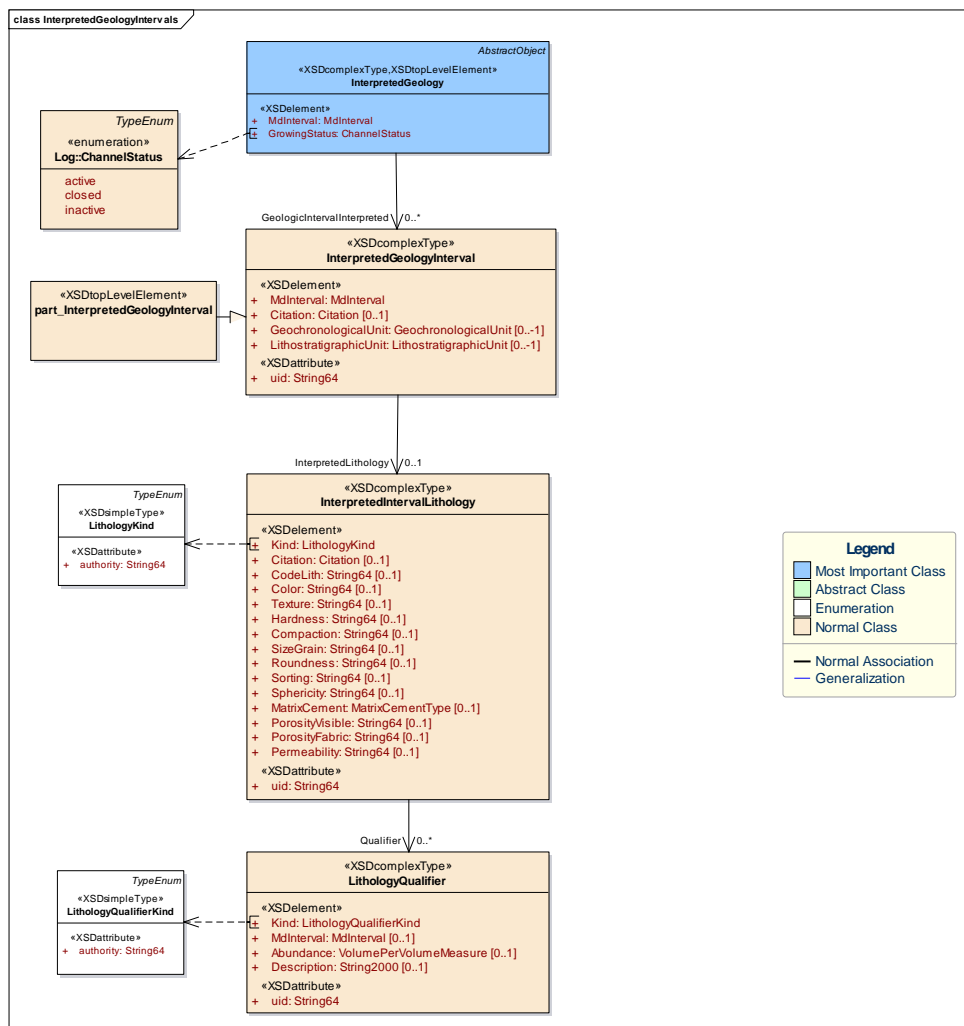 class InterpretedGeologyIntervals
AbstractObject
«XSDcomplexType,XSDtopLevelElement»
InterpretedGeology
«XSDelement»
+ MdInterval: MdInterval
+ GrowingStatus: ChannelStatus
TypeEnum
«enumeration»
Log::ChannelStatus
active
closed
inactive
GeologicIntervalInterpreted 0..*
«XSDcomplexType»
InterpretedGeologyInterval
«XSDelement»
+ MdInterval: MdInterval
+ Citation: Citation [0..1]
+ GeochronologicalUnit: GeochronologicalUnit [0..-1]
+ LithostratigraphicUnit: LithostratigraphicUnit [0..-1]
«XSDattribute»
+ uid: String64
«XSDtopLevelElement»
part_InterpretedGeologyInterval
InterpretedLithology 0..1
«XSDcomplexType»
InterpretedIntervalLithology
«XSDelement»
+ Kind: LithologyKind
+ Citation: Citation [0..1]
+ CodeLith: String64 [0..1]
+ Color: String64 [0..1]
+ Texture: String64 [0..1]
+ Hardness: String64 [0..1]
+ Compaction: String64 [0..1]
+ SizeGrain: String64 [0..1]
+ Roundness: String64 [0..1]
+ Sorting: String64 [0..1]
+ Sphericity: String64 [0..1]
+ MatrixCement: MatrixCementType [0..1]
+ PorosityVisible: String64 [0..1]
+ PorosityFabric: String64 [0..1]
+ Permeability: String64 [0..1]
«XSDattribute»
+ uid: String64
TypeEnum
«XSDsimpleType»
LithologyKind
«XSDattribute»
+ authority: String64
Legend
Most Important Class
Abstract Class
Enumeration
Normal Class
Normal Association
Generalization
Qualifier 0..*
«XSDcomplexType»
LithologyQualifier
«XSDelement»
+ Kind: LithologyQualifierKind
+ MdInterval: MdInterval [0..1]
+ Abundance: VolumePerVolumeMeasure [0..1]
+ Description: String2000 [0..1]
«XSDattribute»
+ uid: String64
TypeEnum
«XSDsimpleType»
LithologyQualifierKind
«XSDattribute»
+ authority: String64